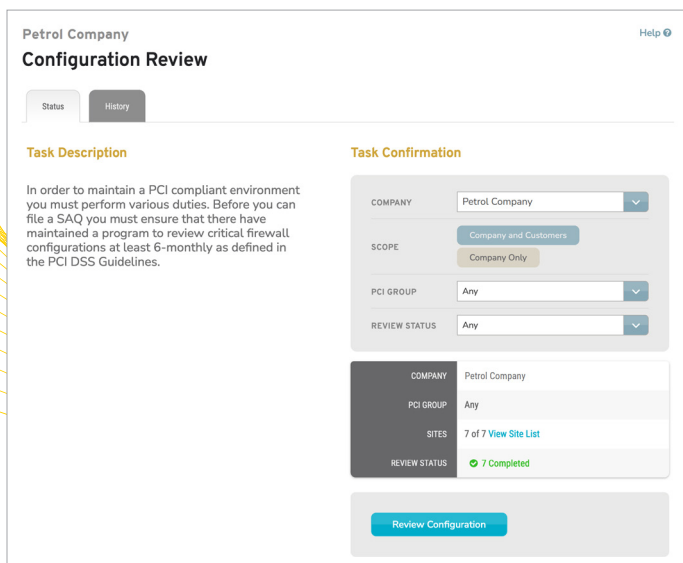 Petrol Company
Help
Configuration Review
Status
History
Task Description
In order to maintain a PCI compliant environment
you must perform various duties. Before you can
file a SAQ you must ensure that there have
maintained a program to review critical firewall
configurations at least 6-monthly as defined in
the PCI DSS Guidelines.
Task Confirmation
COMPANY Petrol Company
SCOPE
Company and Customers
Company Only
PCI GROUP Any
REVIEW STATUS Any
COMPANY Petrol Company
PCI GROUP Any
SITES 7 of 7 View Site List
REVIEW STATUS 7 Completed
Review Configuration